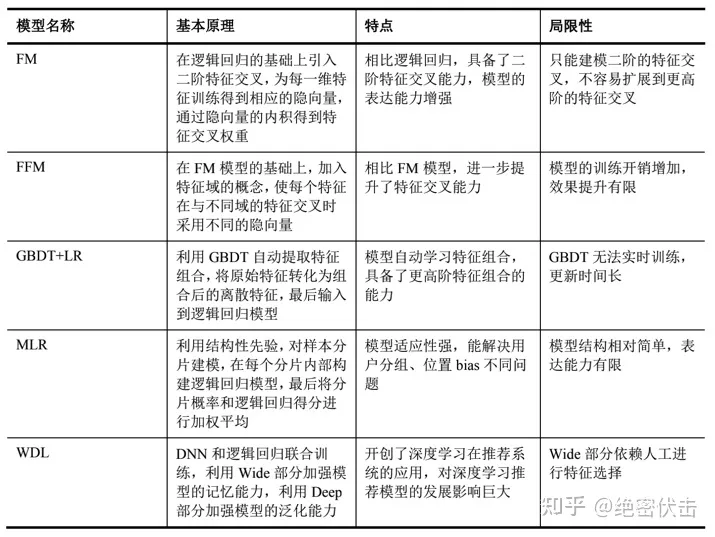 模型名称 基本原理 特点 局限性
FM 在逻辑回归的基础上引入 相比逻辑回归，具备了二 只能建模二阶的特征交
二阶特征交叉，为每一维特 阶特征交叉能力，模型的 叉，不容易扩展到更高
征训练得到相应的隐向量， 表达能力增强 阶的特征交叉
通过隐向量的内积得到特
征交叉权重
FFM 在 FM 模型的基础上，加入 相比 FM 模型，进一步提 模型的训练开销增加，
特征域的概念，使每个特征 升了特征交叉能力 效果提升有限
在与不同域的特征交叉时
采用不同的隐向量
GBDT+LR 利用 GBDT 自动提取特征 模型自动学习特征组合， GBDT 无法实时训练，
组合，将原始特征转化为组 具备了更高阶特征组合的 更新时间长
合后的离散特征，最后输入 能力
到逻辑回归模型
MLR 利用结构性先验，对样本分 模型适应性强，能解决用 模型结构相对简单，表
片建模，在每个分片内部构 户分组、位置 bias 不同问 达能力有限
建逻辑回归模型，最后将分 题
片概率和逻辑回归得分进
行加权平均
WDL DNN 和逻辑回归联合训 开创了深度学习在推荐系 Wide 部分依赖人工进
练，利用 Wide 部分加强模 统的应用，对深度学习推 行特征选择
型的记忆能力，利用 Deep 荐模型的发展影响巨大
部分加强模型的泛化能力
知乎 @绝密伏击